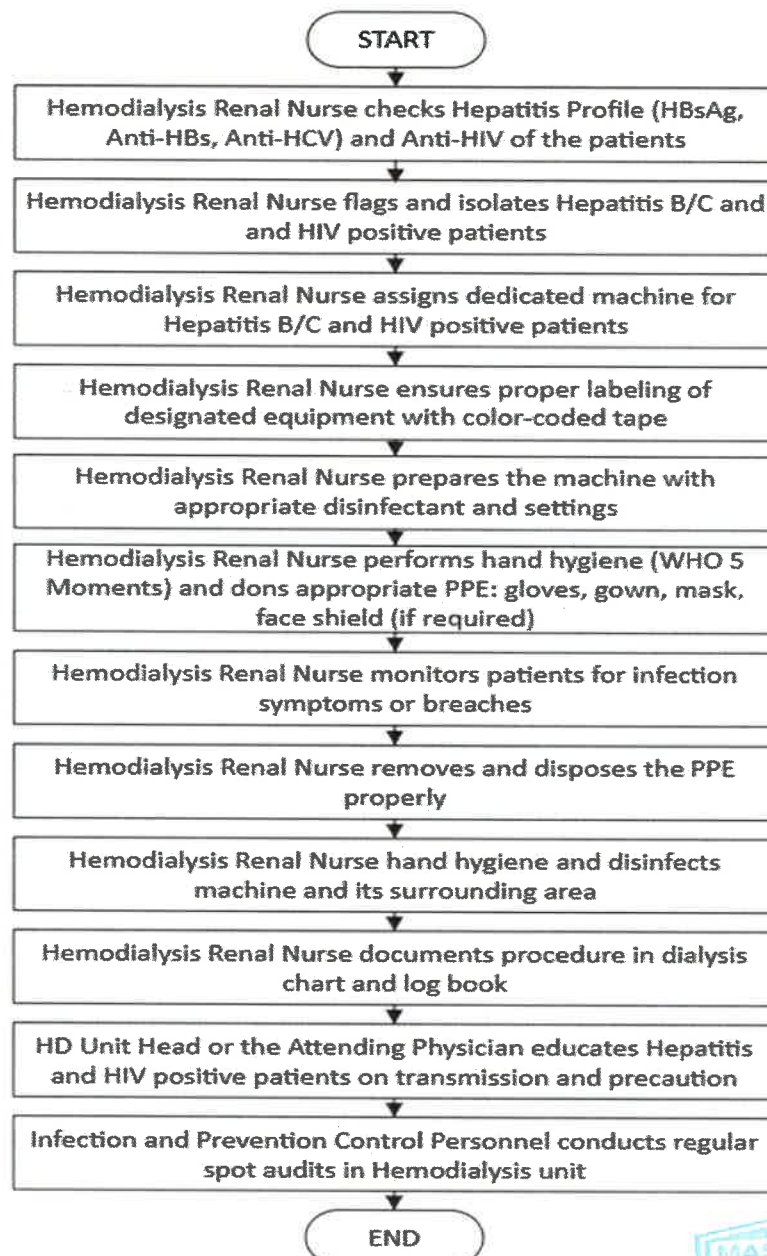 START
Hemodialysis Renal Nurse checks Hepatitis Profile (HBsAg,
Anti-HBs, Anti-HCV) and Anti-HIV of the patients
Hemodialysis Renal Nurse flags and isolates Hepatitis B/C and
and HIV positive patients
Hemodialysis Renal Nurse assigns dedicated machine for
Hepatitis B/C and HIV positive patients
Hemodialysis Renal Nurse ensures proper labeling of
designated equipment with color-coded tape
Hemodialysis Renal Nurse prepares the machine with
appropriate disinfectant and settings
Hemodialysis Renal Nurse performs hand hygiene (WHO 5
Moments) and dons appropriate PPE: gloves, gown, mask,
face shield (if required)
Hemodialysis Renal Nurse monitors patients for infection
symptoms or breaches
Hemodialysis Renal Nurse removes and disposes the PPE
properly
Hemodialysis Renal Nurse hand hygiene and disinfects
machine and its surrounding area
Hemodialysis Renal Nurse documents procedure in dialysis
chart and log book
HD Unit Head or the Attending Physician educates Hepatitis
and HIV positive patients on transmission and precaution
Infection and Prevention Control Personnel conducts regular
spot audits in Hemodialysis unit
END